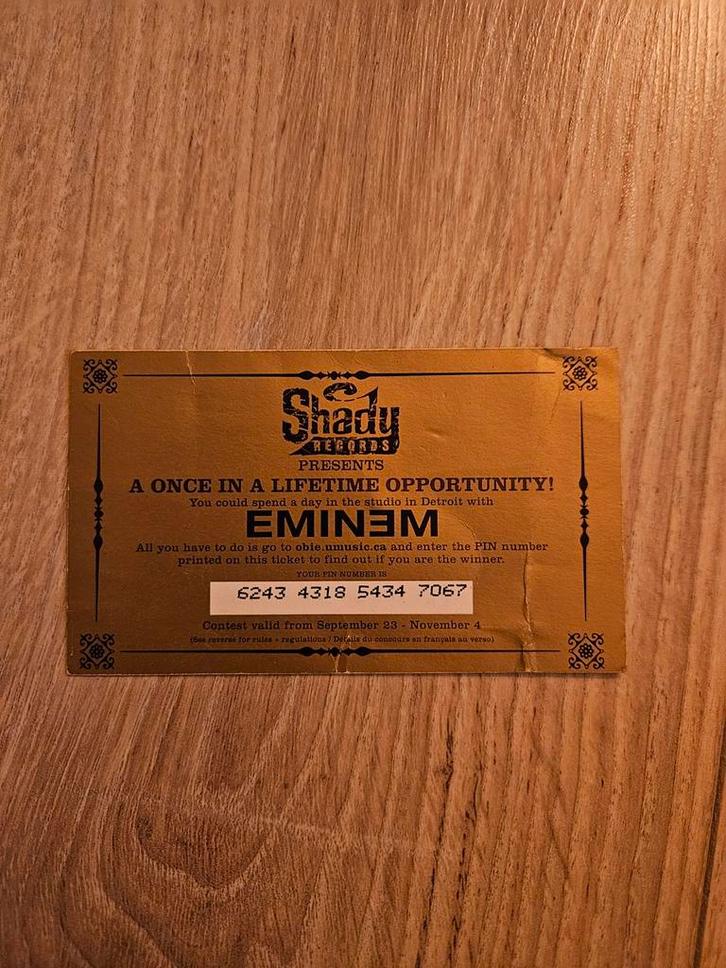 Shady
RECORDS
PRESENTS
A ONCE IN A LIFETIME OPPORTUNITY!
You could spend a day in the studio in Detroit with
EMINƎM
All you have to do is go to obie.umusic.ca and enter the PIN number
printed on this ticket to find out if you are the winner.
YOUR PIN NUMBER IS
6243 4318 5434 7067
Contest valid from September 23 - November 4
(See reverse for rules + regulations / Détails du concours en français au verso)